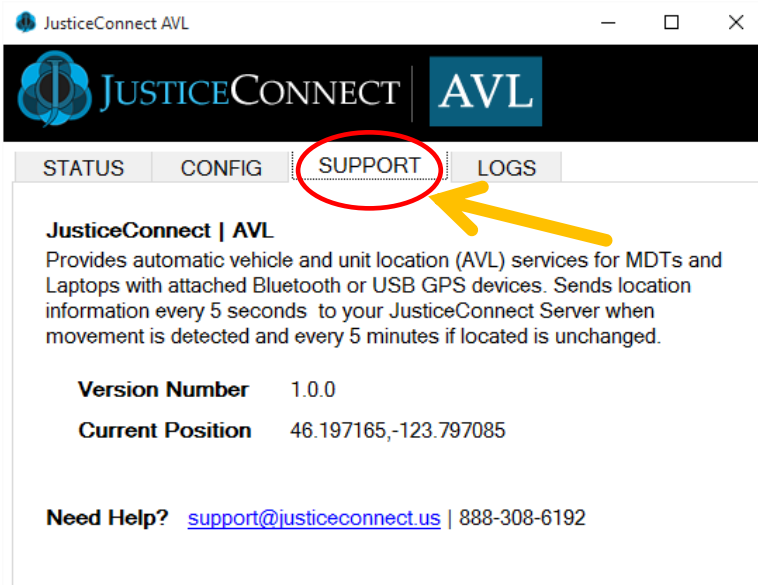 JusticeConnect AVL
JUSTICECONNECT AVL
STATUS CONFIG SUPPORT LOGS
JusticeConnect | AVL
Provides automatic vehicle and unit location (AVL) services for MDTs and
Laptops with attached Bluetooth or USB GPS devices. Sends location
information every 5 seconds  to your JusticeConnect Server when
movement is detected and every 5 minutes if located is unchanged.
Version Number 1.0.0
Current Position 46.197165,-123.797085
Need Help? support@justiceconnect.us | 888-308-6192